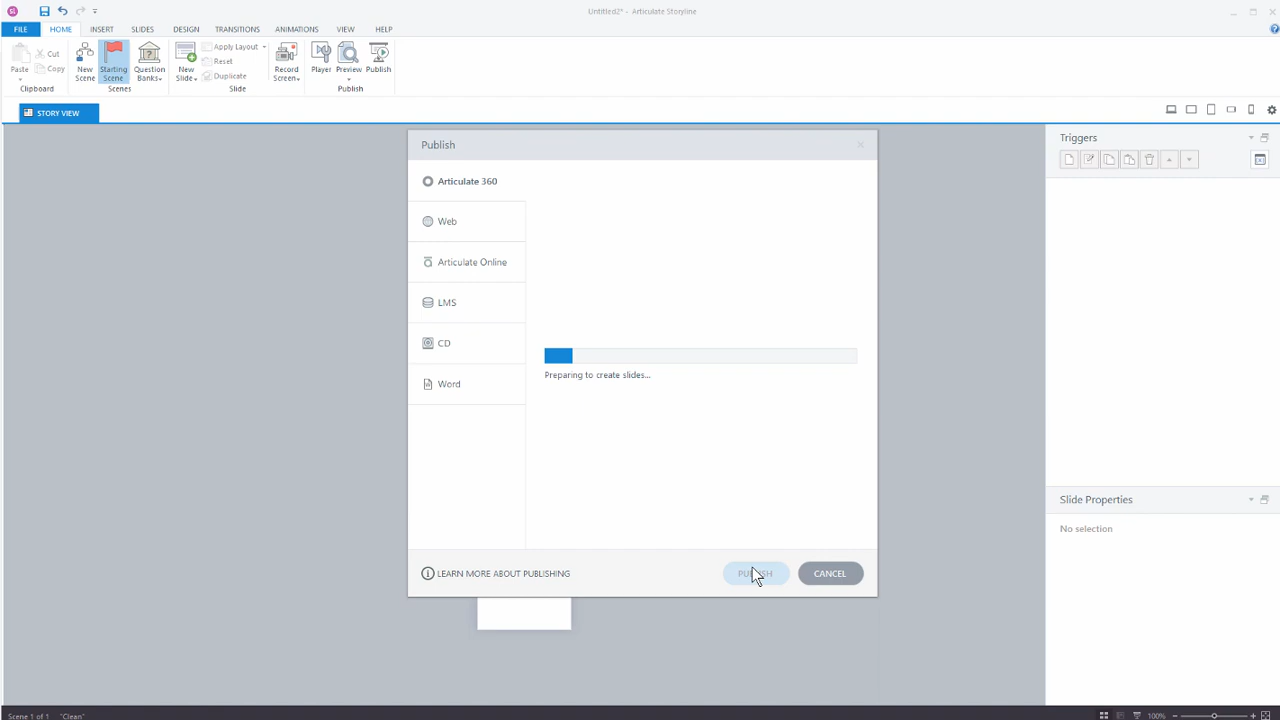 Untitled2* - Articulate Storyline
FILE
HOME
INSERT
SLIDES
DESIGN
TRANSITIONS
ANIMATIONS
VIEW
HELP
Paste
Cut
Copy
Clipboard
New Scene
Starting Scene
Question Banks
Scenes
New Slide
Apply Layout
Reset
Duplicate
Slide
Record Screen
Player
Preview
Publish
Publish
STORY VIEW
Publish
Articulate 360
Web
Articulate Online
LMS
CD
Word
Preparing to create slides...
LEARN MORE ABOUT PUBLISHING
PUBLISH
CANCEL
Triggers
Slide Properties
No selection
Scene 1 of 1
"Clean"
100%